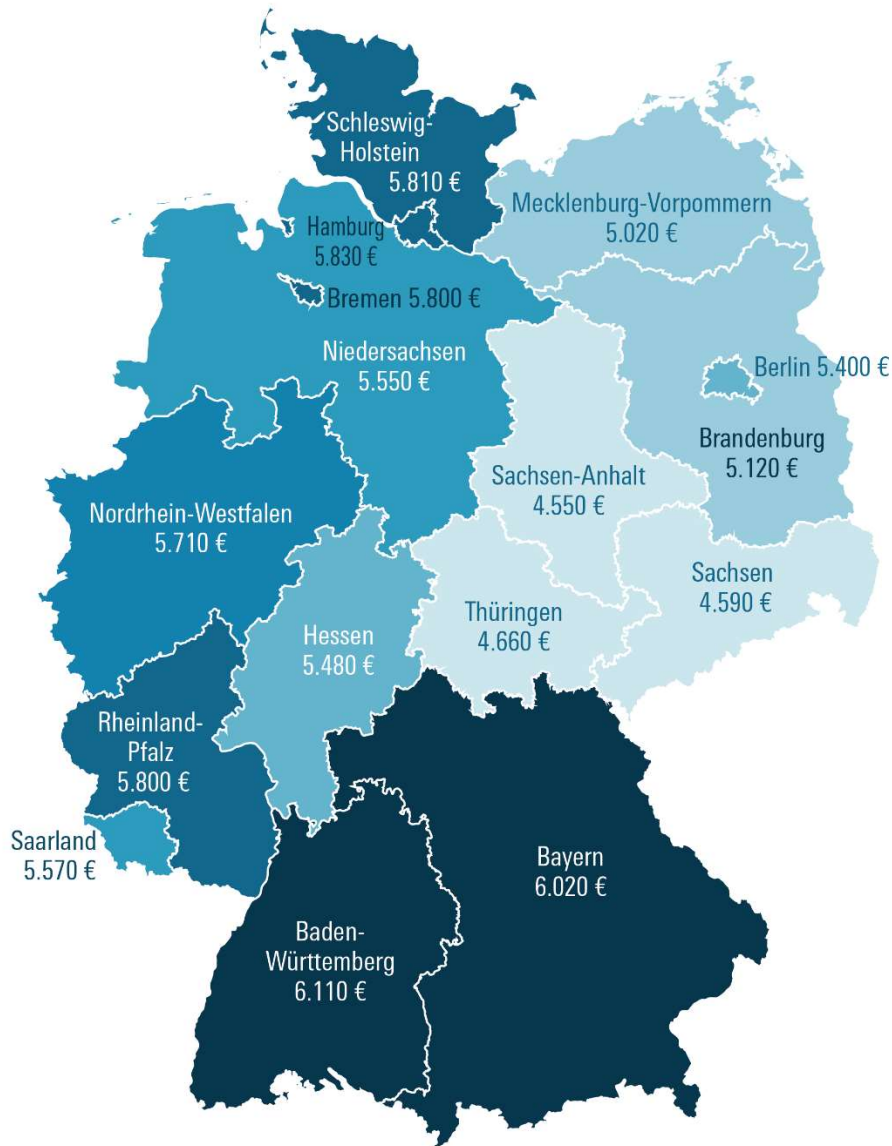 Schleswig-
Holstein
5.810 €
Mecklenburg-Vorpommern
5.020 €
Hamburg
5.830 €
Bremen 5.800 €
Niedersachsen
5.550 €
Berlin 5.400 €
Brandenburg
5.120 €
Sachsen-Anhalt
4.550 €
Nordrhein-Westfalen
5.710 €
Sachsen
4.590 €
Thüringen
4.660 €
Hessen
5.480 €
Rheinland-
Pfalz
5.800 €
Saarland
5.570 €
Bayern
6.020 €
Baden-
Württemberg
6.110 €